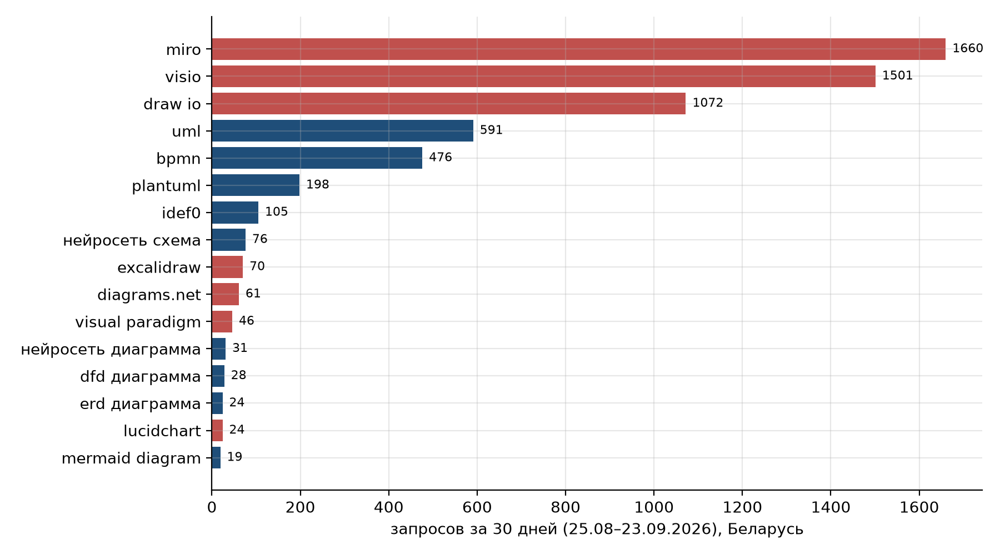 miro 1660
visio 1501
draw io 1072
uml 591
bpmn 476
plantuml 198
idef0 105
нейросеть схема 76
excalidraw 70
diagrams.net 61
visual paradigm 46
нейросеть диаграмма 31
dfd диаграмма 28
erd диаграмма 24
lucidchart 24
mermaid diagram 19
0 200 400 600 800 1000 1200 1400 1600
запросов за 30 дней (25.08–23.09.2026), Беларусь